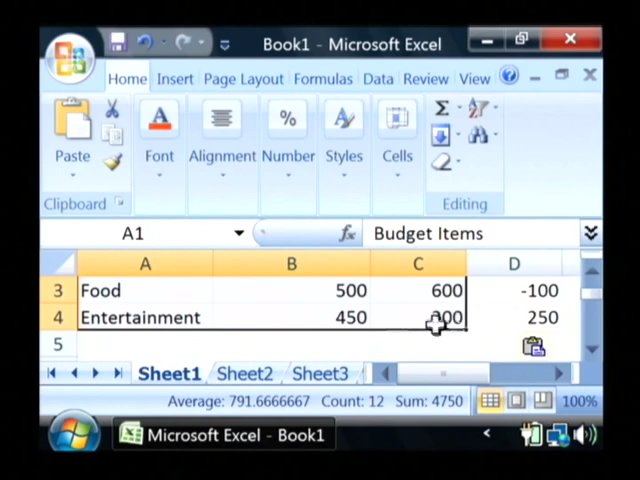 Book1 - Microsoft Excel
Home Insert Page Layout Formulas Data Review View
Σ
Paste Font Alignment Number Styles Cells
%
A
Clipboard Editing
A1 fx Budget Items
A B C D
3 Food 500 600 -100
4 Entertainment 450 200 250
5
Sheet1 Sheet2 Sheet3
Average: 791.6666667 Count: 12 Sum: 4750 100%
Microsoft Excel - Book1